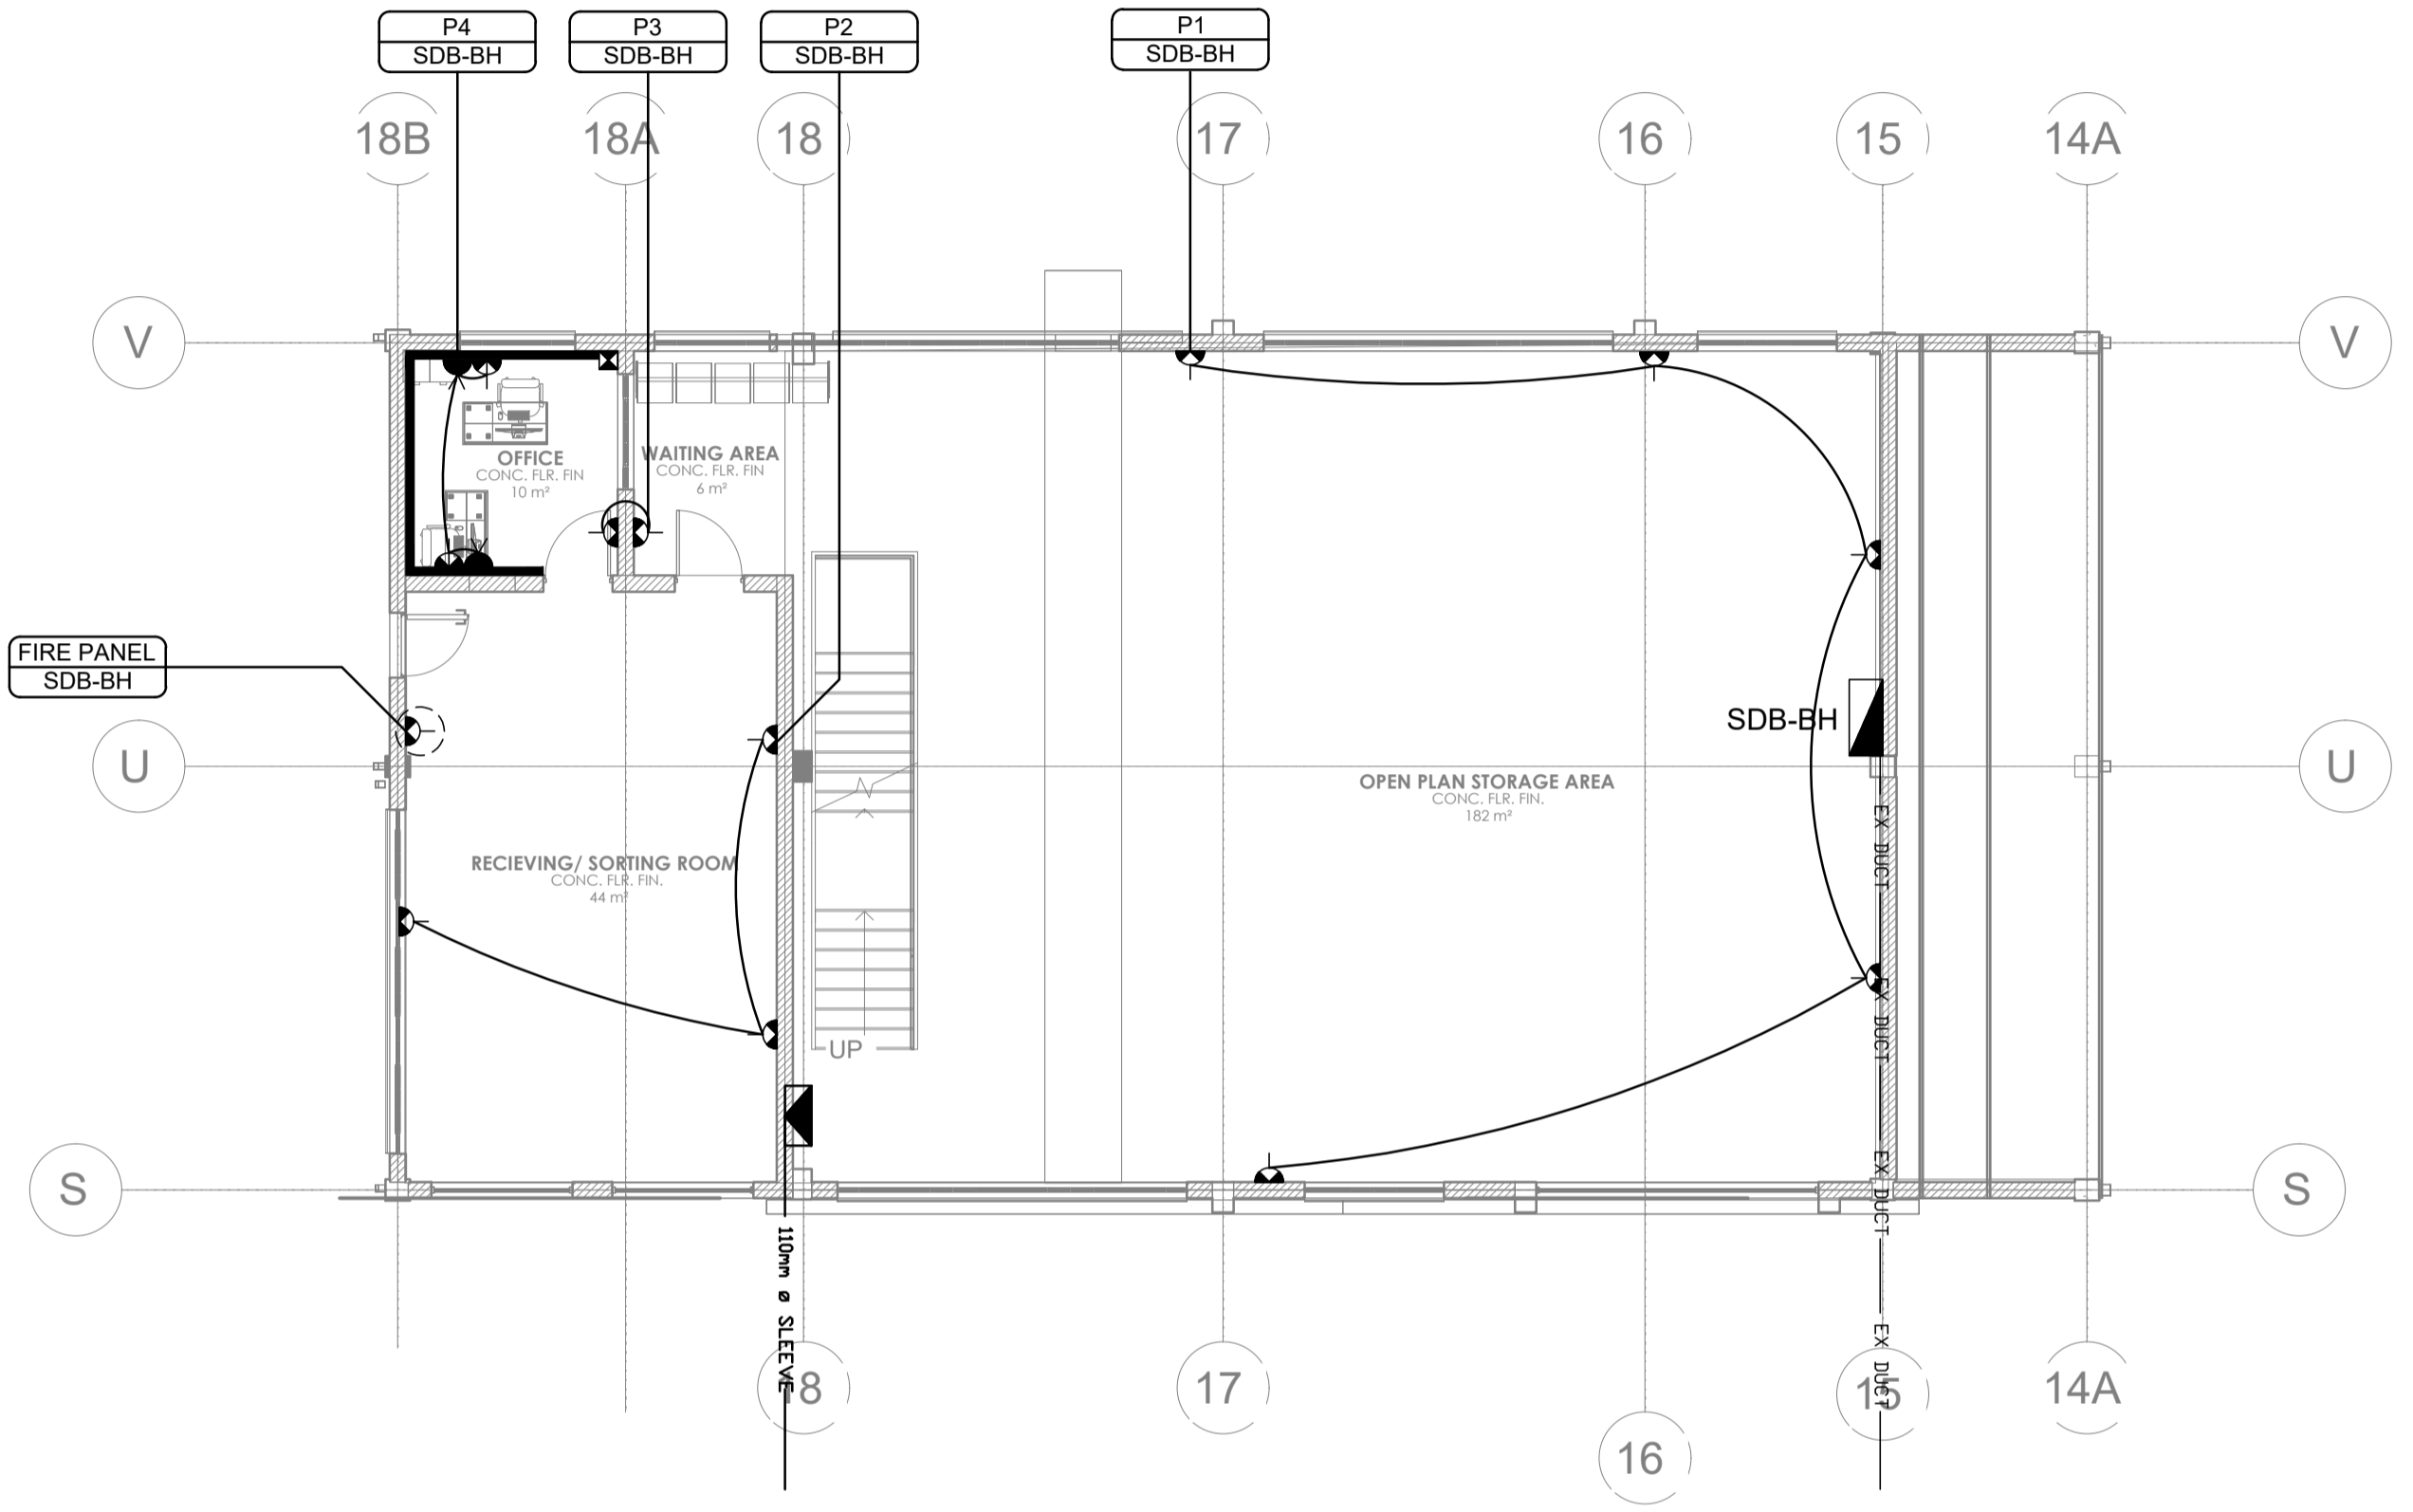 P4
SDB-BH
P3
SDB-BH
P2
SDB-BH
P1
SDB-BH
18B
18A
18
17
16
15
14A
V
V
OFFICE
CONC. FLR. FIN
10 m²
WAITING AREA
CONC. FLR. FIN
6 m²
FIRE PANEL
SDB-BH
SDB-BH
U
U
OPEN PLAN STORAGE AREA
CONC. FLR. FIN.
182 m²
RECIEVING/ SORTING ROOM
CONC. FLR. FIN.
44 m²
EX DUCT
EX DUCT
EX DUCT
EX DUCT
EX DUCT
UP
S
S
110mm ø SLEEVE
18
17
16
15
14A